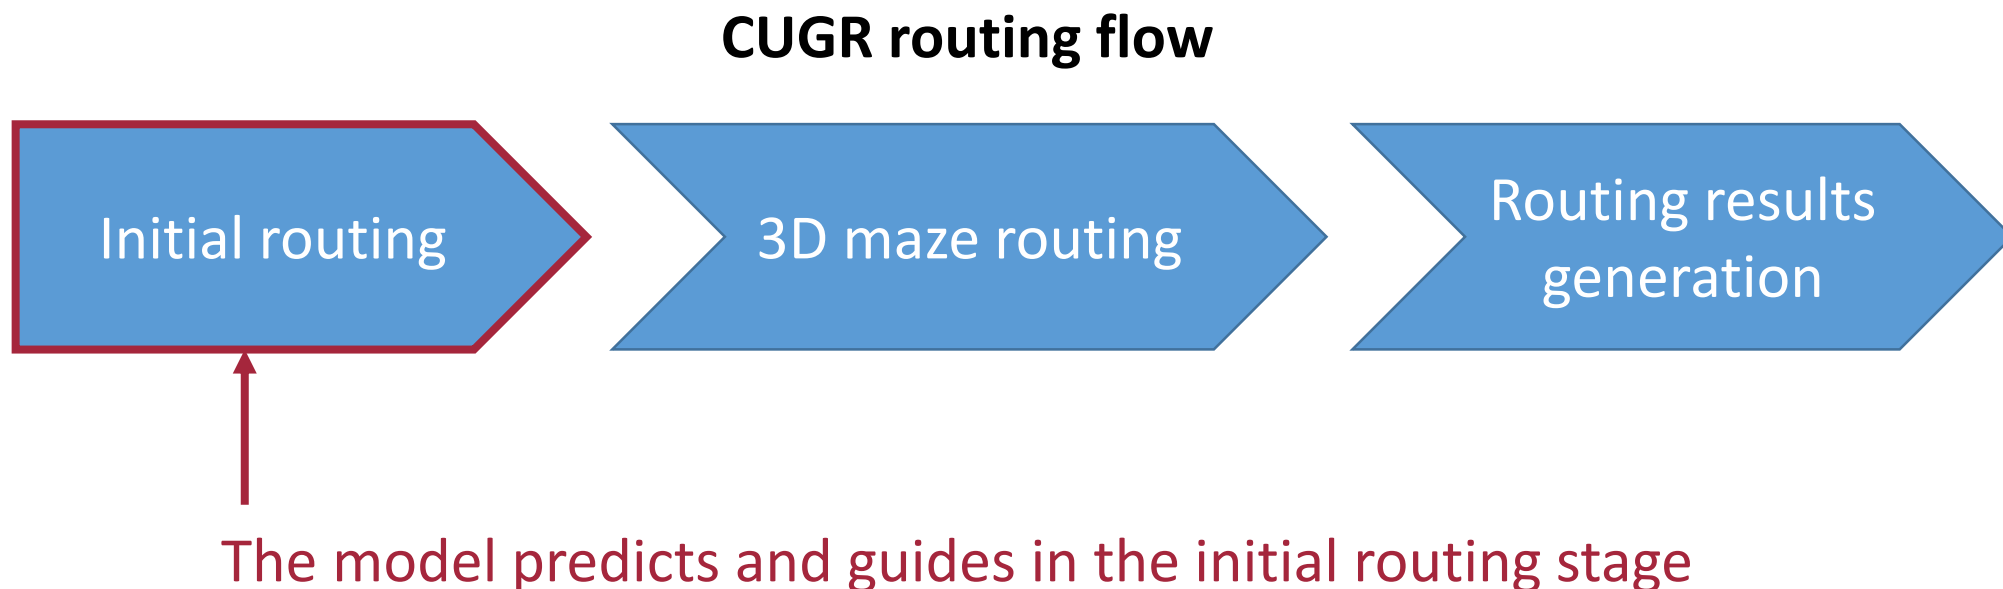 CUGR routing flow
Initial routing
3D maze routing
Routing results
generation
The model predicts and guides in the initial routing stage